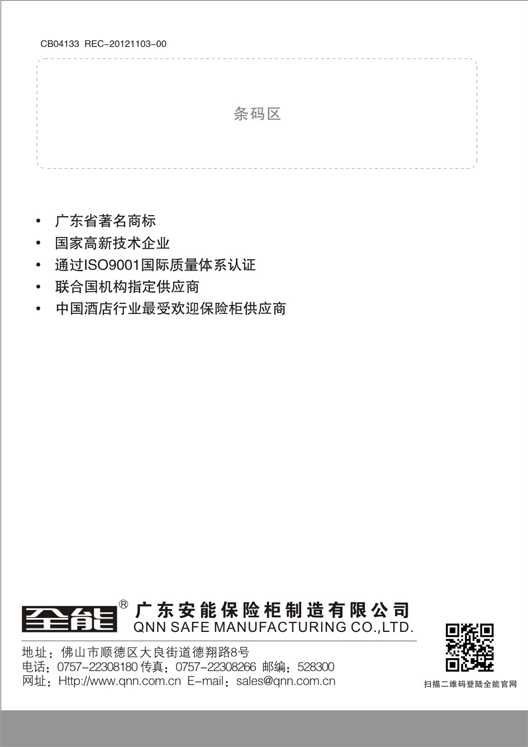 CB04133 REC-20121103-00
条码区
• 广东省著名商标
• 国家高新技术企业
• 通过ISO9001国际质量体系认证
• 联合国机构指定供应商
• 中国酒店行业最受欢迎保险柜供应商
全能® 广东安能保险柜制造有限公司
QNN SAFE MANUFACTURING CO.,LTD.
地址：佛山市顺德区大良街道德翔路8号
电话：0757-22308180 传真：0757-22308266 邮编：528300
网址：Http://www.qnn.com.cn E-mail：sales@qnn.com.cn
扫描二维码登陆全能官网